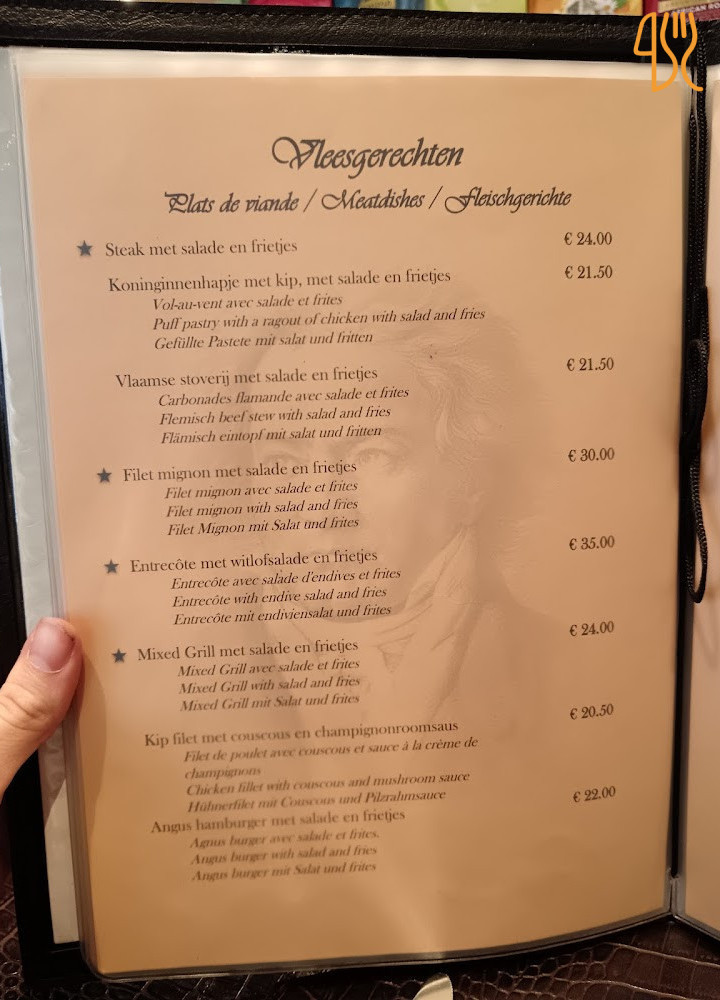 Vleesgerechten
Plats de viande / Meatdishes / Fleischgerichte
★ Steak met salade en frietjes € 24.00
Koninginnenhapje met kip, met salade en frietjes € 21.50
Vol-au-vent avec salade et frites
Puff pastry with a ragout of chicken with salad and fries
Gefüllte Pastete mit salat und fritten
Vlaamse stoverij met salade en frietjes € 21.50
Carbonades flamande avec salade et frites
Flemisch beef stew with salad and fries
Flämisch eintopf mit salat und fritten
★ Filet mignon met salade en frietjes € 30.00
Filet mignon avec salade et frites
Filet mignon with salad and fries
Filet Mignon mit Salat und frites
★ Entrecôte met witlofsalade en frietjes € 35.00
Entrecôte avec salade d'endives et frites
Entrecôte with endive salad and fries
Entrecôte mit endiviensalat und frites
★ Mixed Grill met salade en frietjes € 24.00
Mixed Grill avec salade et frites
Mixed Grill with salad and fries
Mixed Grill mit Salat und frites
Kip filet met couscous en champignonroomsaus € 20.50
Filet de poulet avec couscous et sauce à la crème de
champignons
Chicken fillet with couscous and mushroom sauce
Hühnerfilet mit Couscous und Pilzrahmsauce
Angus hamburger met salade en frietjes € 22.00
Agnus burger avec salade et frites.
Angus burger with salad and fries
Angus burger mit Salat und frites